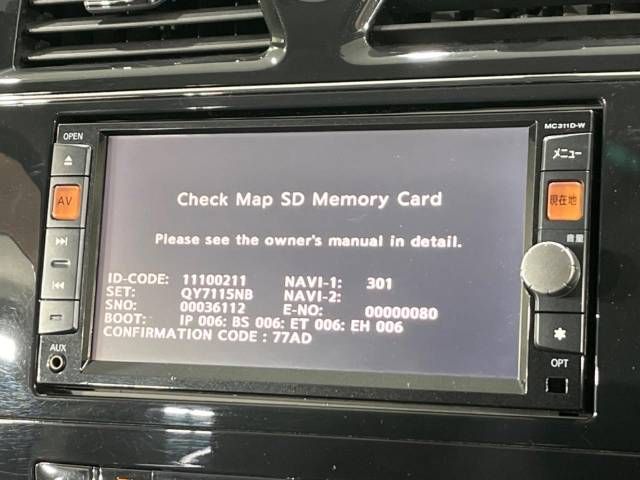 OPEN
MC311D-W
メニュー
AV
現在地
音量
Check Map SD Memory Card
Please see the owner's manual in detail.
ID-CODE: 11100211 NAVI-1: 301
SET: QY7115NB NAVI-2:
SNO: 00036112 E-NO: 00000080
BOOT: IP 006: BS 006: ET 006: EH 006
CONFIRMATION CODE : 77AD
AUX
OPT